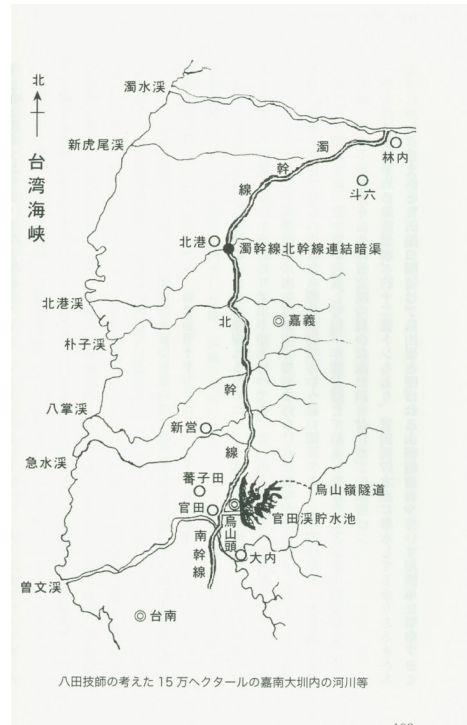 北
台湾海峡
濁水渓
新虎尾渓
濁幹線
林内
斗六
北港
濁幹線北幹線連結暗渠
北港渓
北幹線
嘉義
朴子渓
八掌渓
新営
急水渓
蕃子田
官田
烏山頭
烏山嶺隧道
官田渓貯水池
南幹線
大内
曽文渓
台南
八田技師の考えた 15 万ヘクタールの嘉南大圳内の河川等